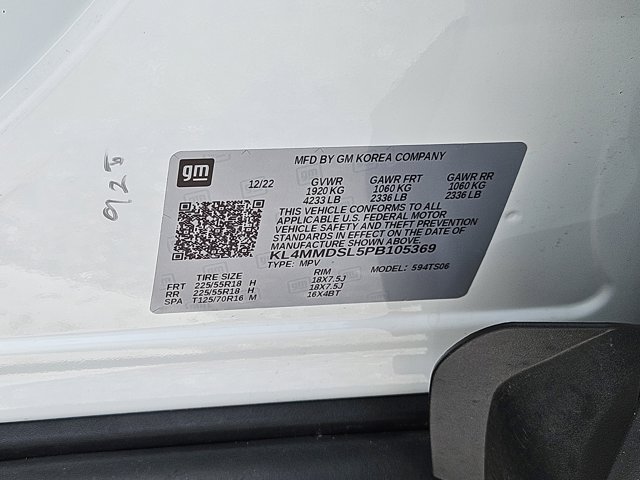 gm
MFD BY GM KOREA COMPANY
12/22 GVWR GAWR FRT GAWR RR
1920 KG 1060 KG 1060 KG
4233 LB 2336 LB 2336 LB
THIS VEHICLE CONFORMS TO ALL
APPLICABLE U.S. FEDERAL MOTOR
VEHICLE SAFETY AND THEFT PREVENTION
STANDARDS IN EFFECT ON THE DATE OF
MANUFACTURE SHOWN ABOVE.
KL4MMDSL5PB105369
TYPE: MPV MODEL: 594TS06
TIRE SIZE RIM
FRT 225/55R18 H 18X7.5J
RR 225/55R18 H 18X7.5J
SPA T125/70R16 M 16X4BT